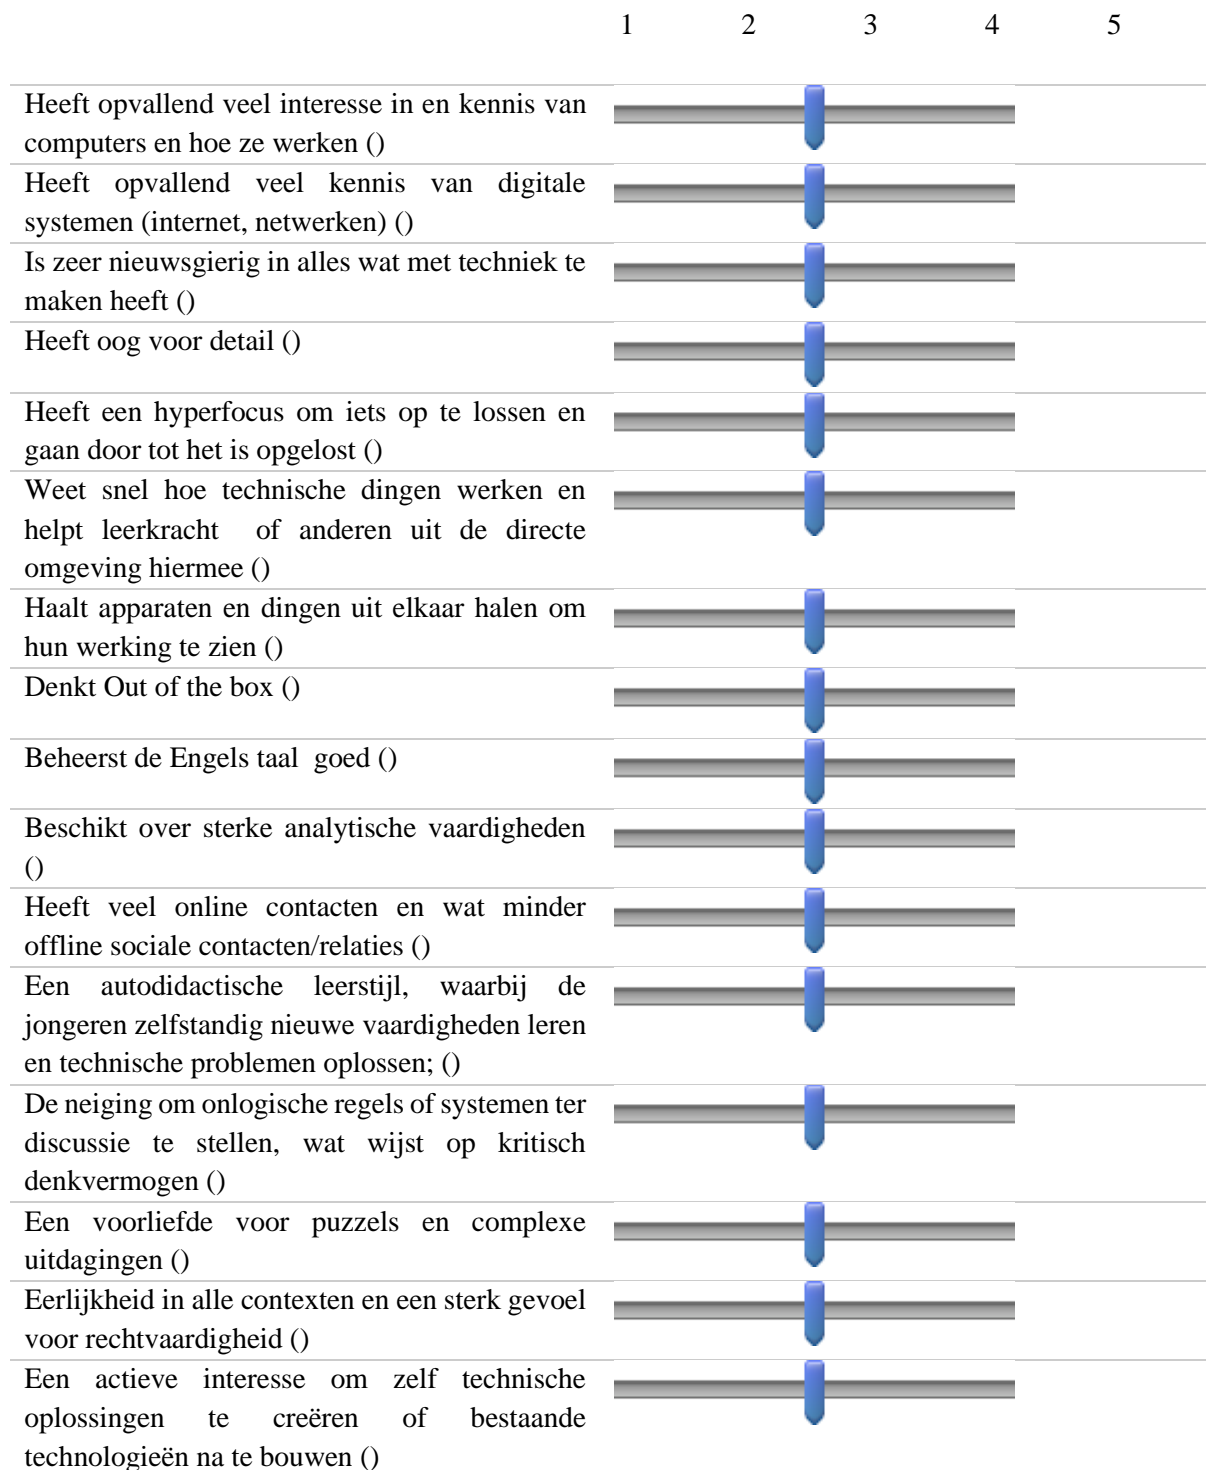 1 2 3 4 5
Heeft opvallend veel interesse in en kennis van
computers en hoe ze werken ()
Heeft opvallend veel kennis van digitale
systemen (internet, netwerken) ()
Is zeer nieuwsgierig in alles wat met techniek te
maken heeft ()
Heeft oog voor detail ()
Heeft een hyperfocus om iets op te lossen en
gaan door tot het is opgelost ()
Weet snel hoe technische dingen werken en
helpt leerkracht of anderen uit de directe
omgeving hiermee ()
Haalt apparaten en dingen uit elkaar halen om
hun werking te zien ()
Denkt Out of the box ()
Beheerst de Engels taal goed ()
Beschikt over sterke analytische vaardigheden
()
Heeft veel online contacten en wat minder
offline sociale contacten/relaties ()
Een autodidactische leerstijl, waarbij de
jongeren zelfstandig nieuwe vaardigheden leren
en technische problemen oplossen; ()
De neiging om onlogische regels of systemen ter
discussie te stellen, wat wijst op kritisch
denkvermogen ()
Een voorliefde voor puzzels en complexe
uitdagingen ()
Eerlijkheid in alle contexten en een sterk gevoel
voor rechtvaardigheid ()
Een actieve interesse om zelf technische
oplossingen te creëren of bestaande
technologieën na te bouwen ()